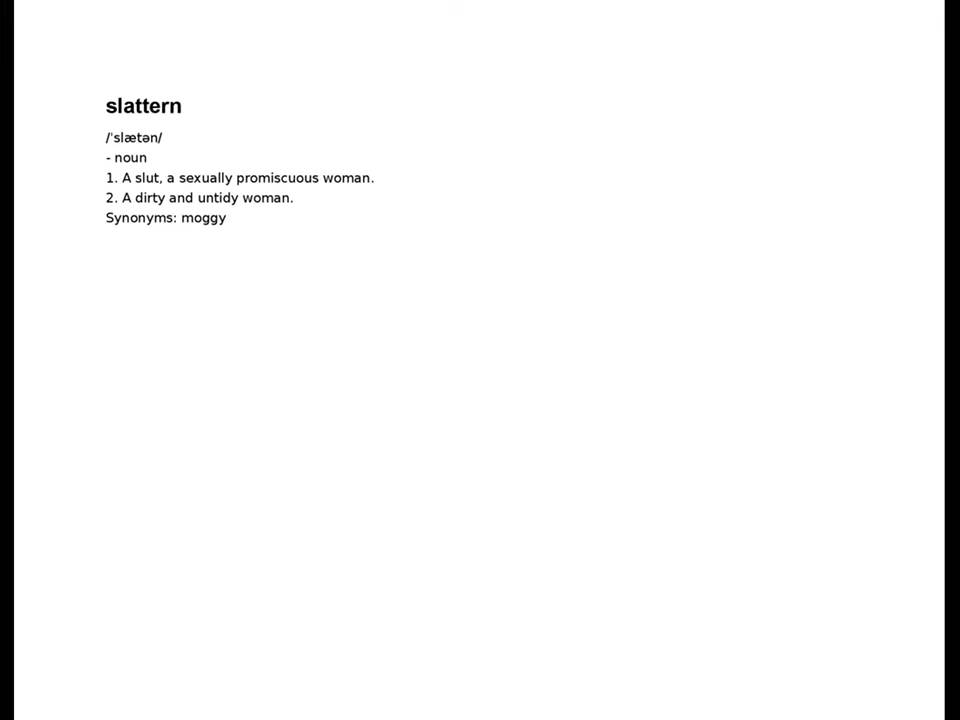 slattern
/ˈslætən/
- noun
1. A slut, a sexually promiscuous woman.
2. A dirty and untidy woman.
Synonyms: moggy